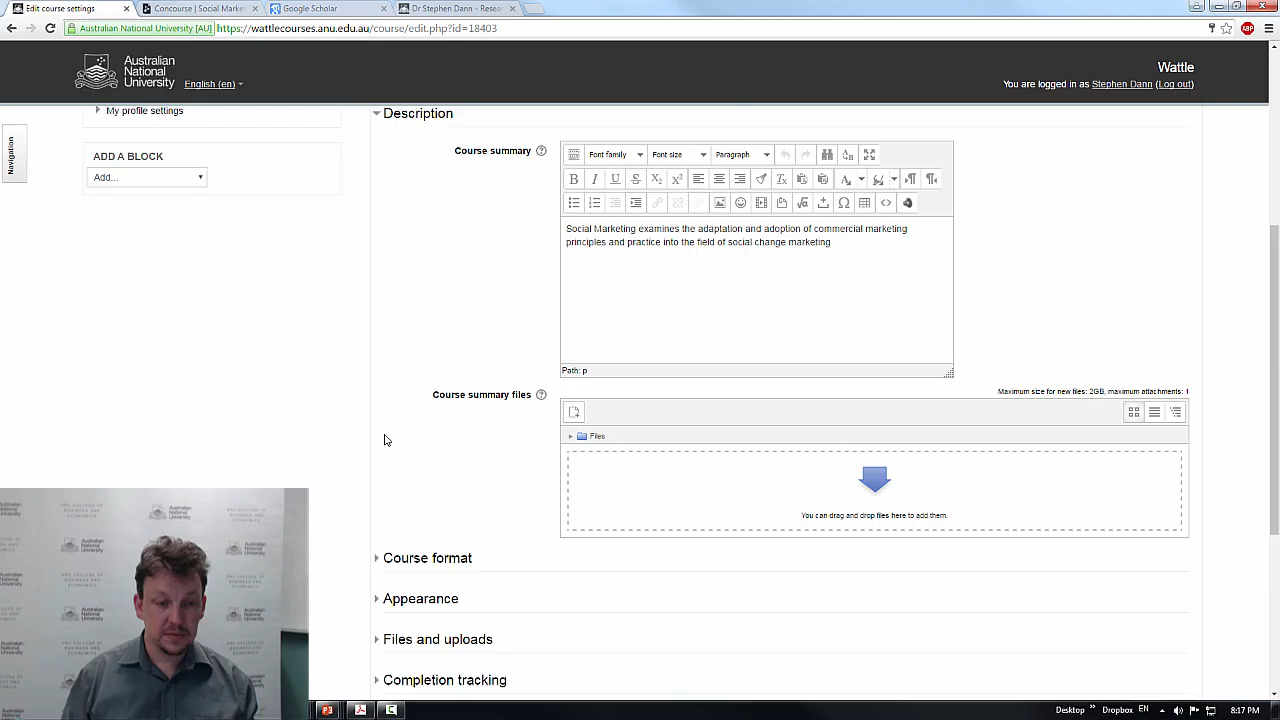 Edit course settings
Concourse | Social Market
Google Scholar
Dr Stephen Dann - Resea
Australian National University [AU]
https://wattlecourses.anu.edu.au/course/edit.php?id=18403
ABP
Australian
National
University
English (en)
Wattle
You are logged in as Stephen Dann (Log out)
Navigation
My profile settings
ADD A BLOCK
Add...
Description
Course summary
Font family
Font size
Paragraph
Social Marketing examines the adaptation and adoption of commercial marketing
principles and practice into the field of social change marketing
Path: p
Course summary files
Maximum size for new files: 2GB, maximum attachments: 1
Files
You can drag and drop files here to add them.
Course format
Appearance
Files and uploads
Completion tracking
Desktop
Dropbox
EN
8:17 PM